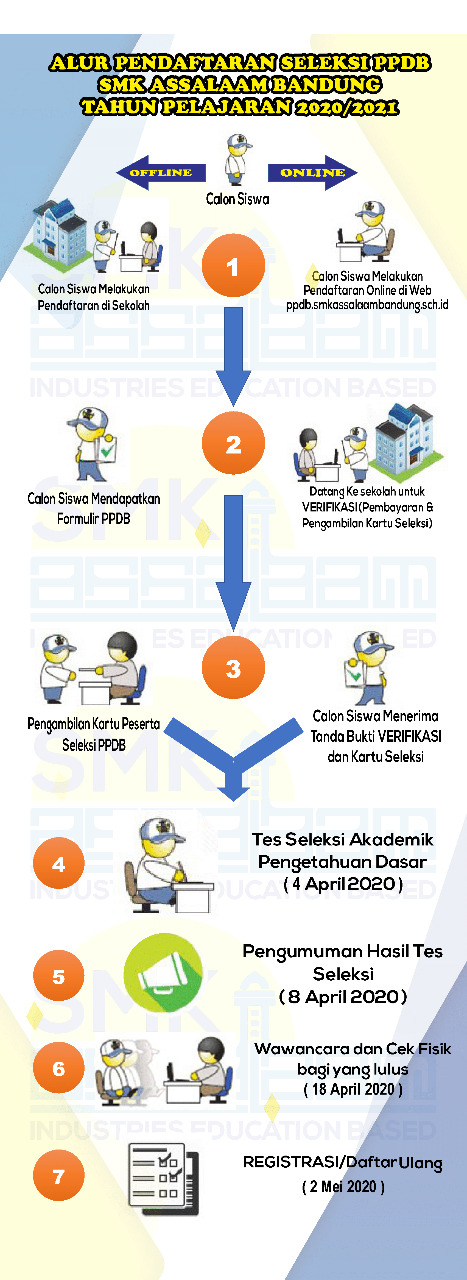 ALUR PENDAFTARAN SELEKSI PPDB
SMK ASSALAAM BANDUNG
TAHUN PELAJARAN 2020/2021
OFFLINE
ONLINE
Calon Siswa
Calon Siswa Melakukan
Pendaftaran di Sekolah
1
Calon Siswa Melakukan
Pendaftaran Online di Web
ppdb.smkassalaambandung.sch.id
SMK
assalaam
INDUSTRIES EDUCATION BASED
2
Calon Siswa Mendapatkan
Formulir PPDB
Datang Ke sekolah untuk
VERIFIKASI(Pembayaran &
Pengambilan Kartu Seleksi)
SMK
assalaam
3
Pengambilan Kartu Peserta
Seleksi PPDB
Calon Siswa Menerima
Tanda Bukti VERIFIKASI
dan Kartu Seleksi
SMK
4
Tes Seleksi Akademik
Pengetahuan Dasar
( 4 April 2020 )
5
Pengumuman Hasil Tes
Seleksi
( 8 April 2020 )
SMK
6
Wawancara dan Cek Fisik
bagi yang lulus
( 18 April 2020 )
7
REGISTRASI/Daftar Ulang
( 2 Mei 2020 )